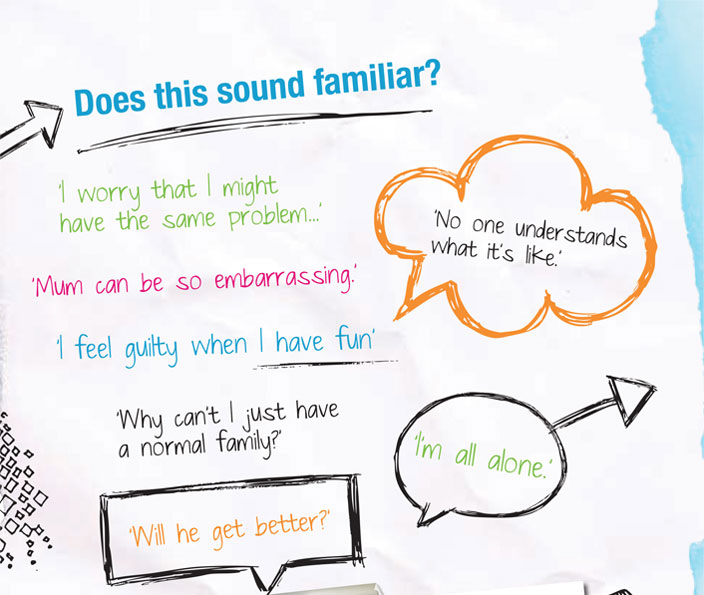 Does this sound familiar?
'I worry that I might
have the same problem...'
'No one understands
what it's like.'
'Mum can be so embarrassing.'
'I feel guilty when I have fun'
'Why can't I just have
a normal family?'
'I'm all alone.'
'Will he get better?'